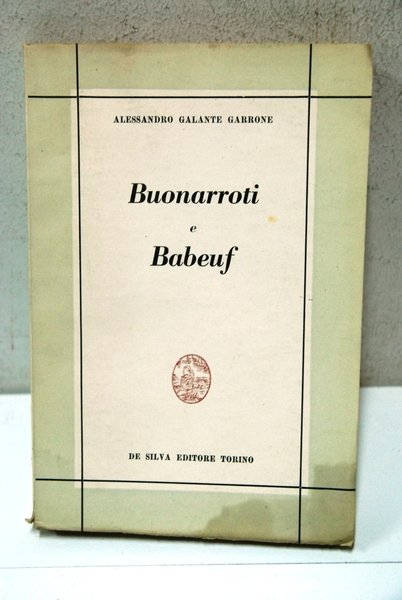 ALESSANDRO GALANTE GARRONE
Buonarroti
e
Babeuf
DE SILVA EDITORE TORINO